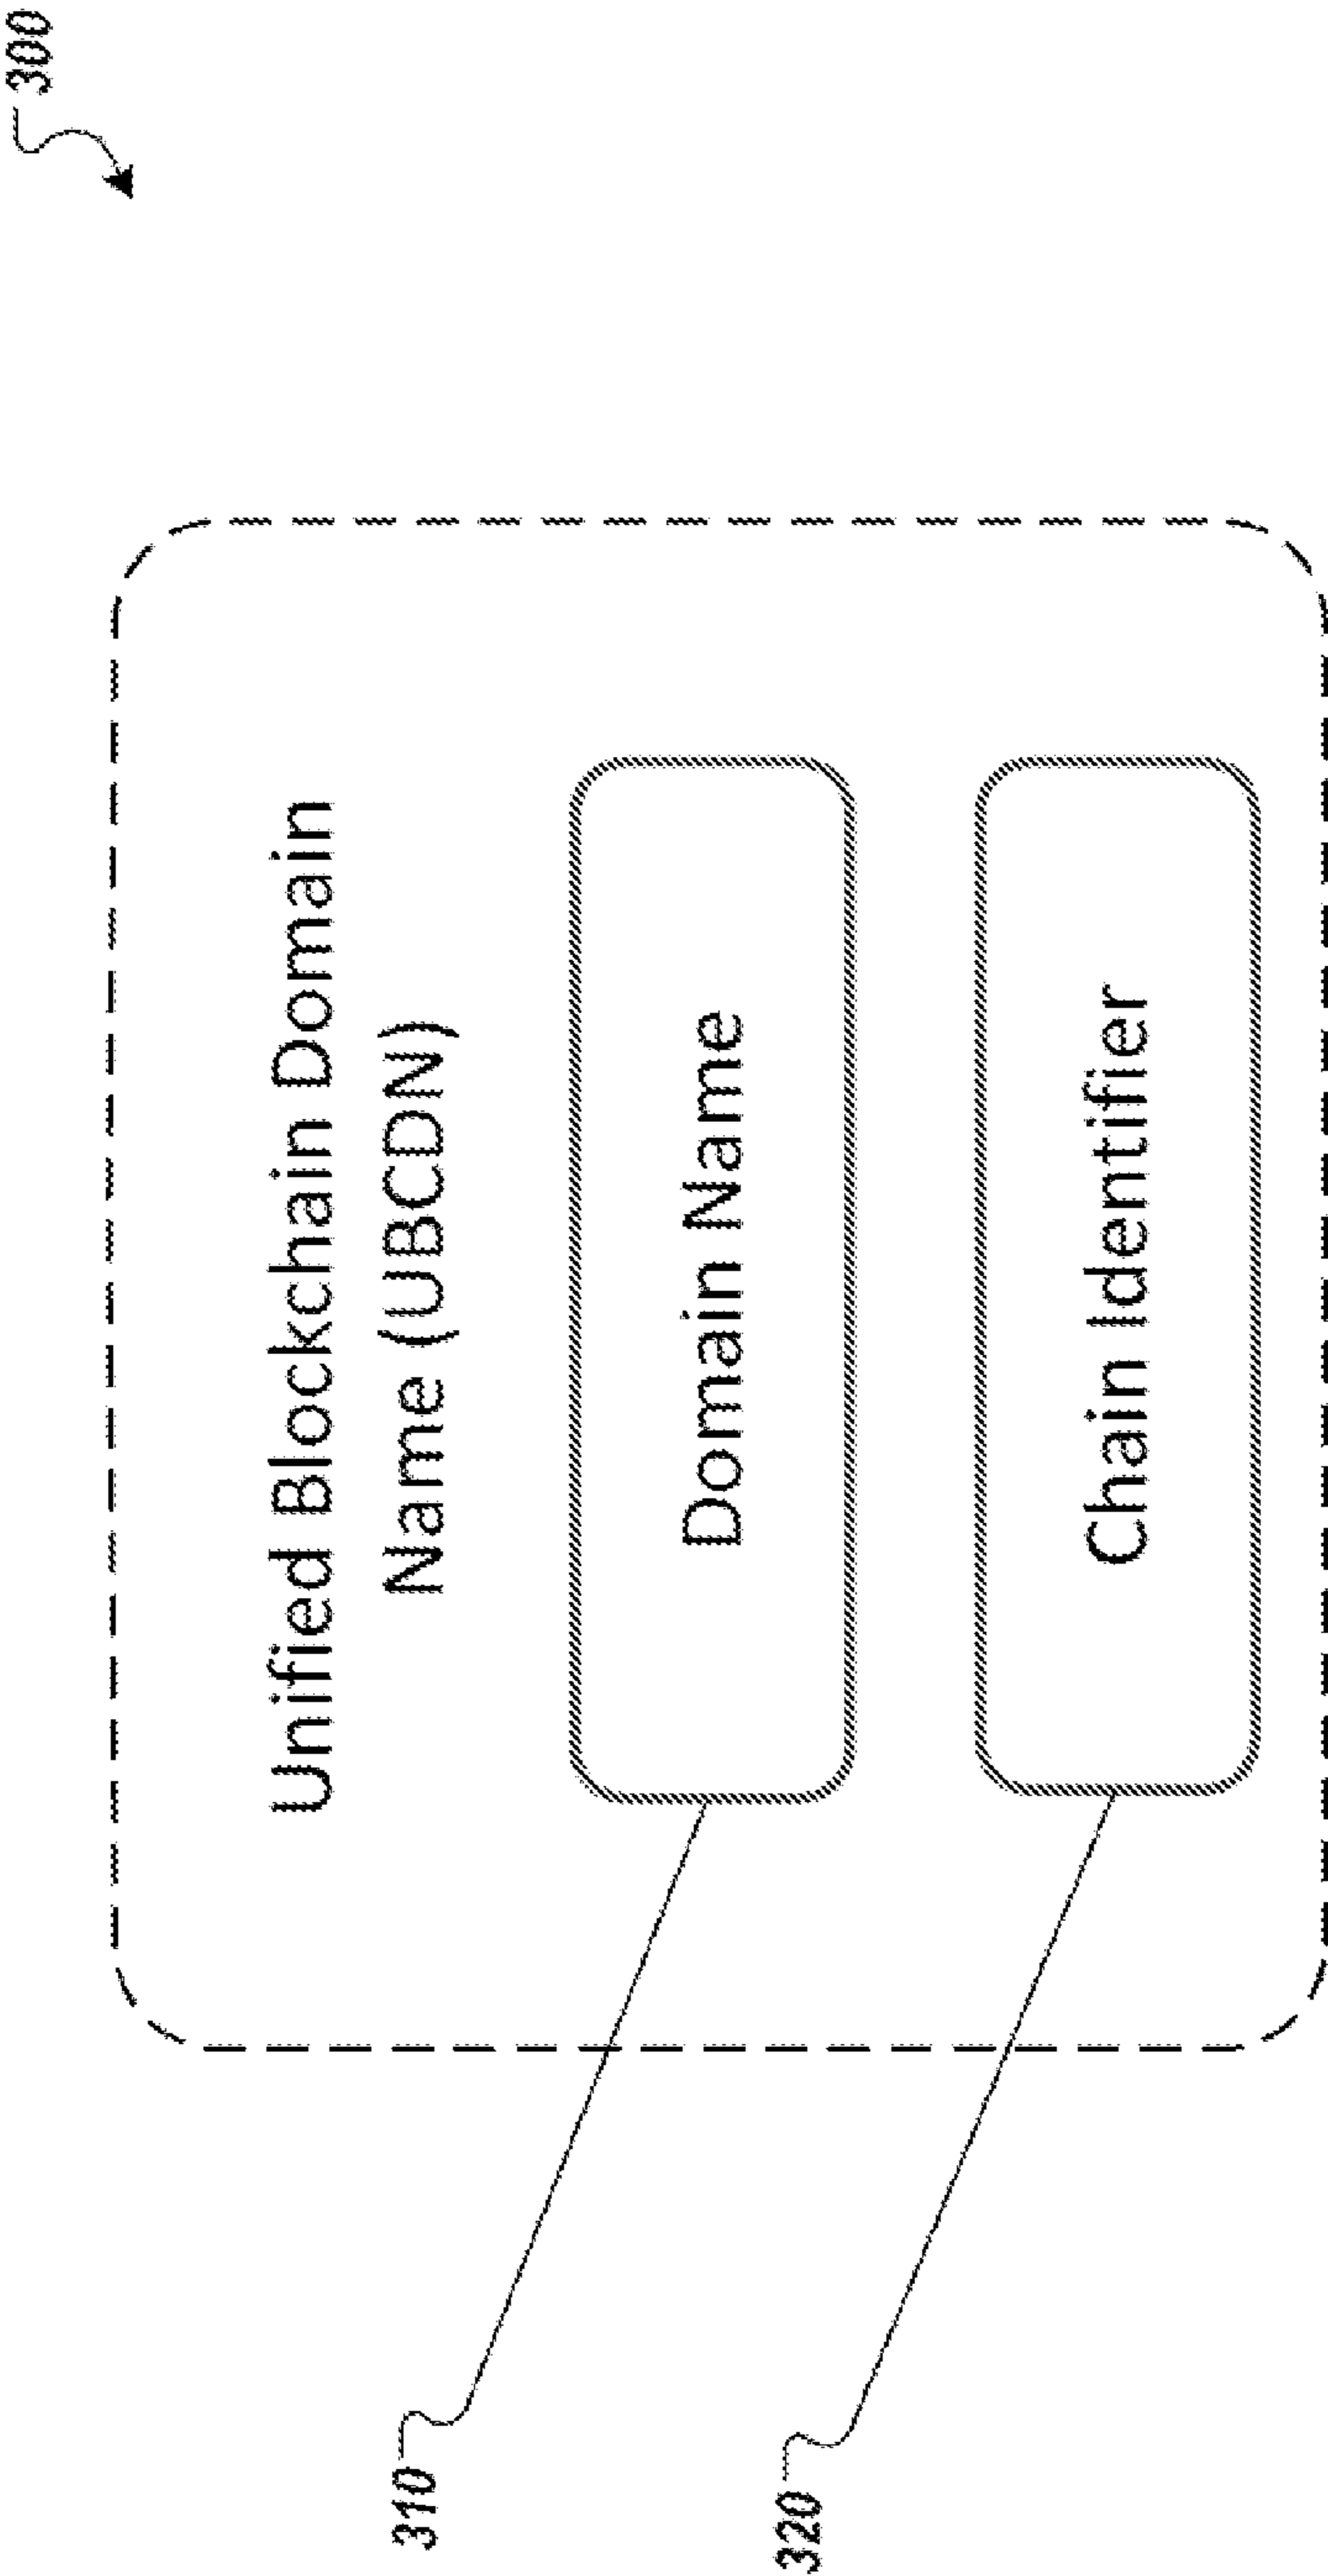 300
Unified Blockchain Domain
Name (UBCDN)
310
Domain Name
320
Chain Identifier